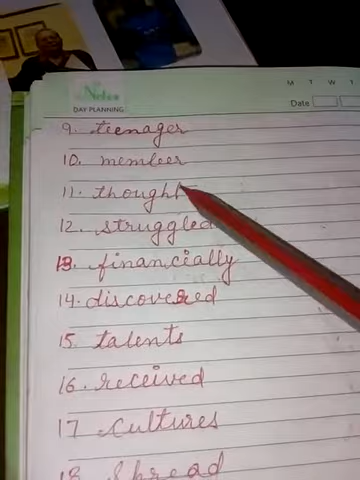 Notes
DAY PLANNING
M T W T
Date
9. teenager
10. member
11. thought
12. struggled
13. financially
14. discovered
15. talents
16. received
17 cultures
18 spread